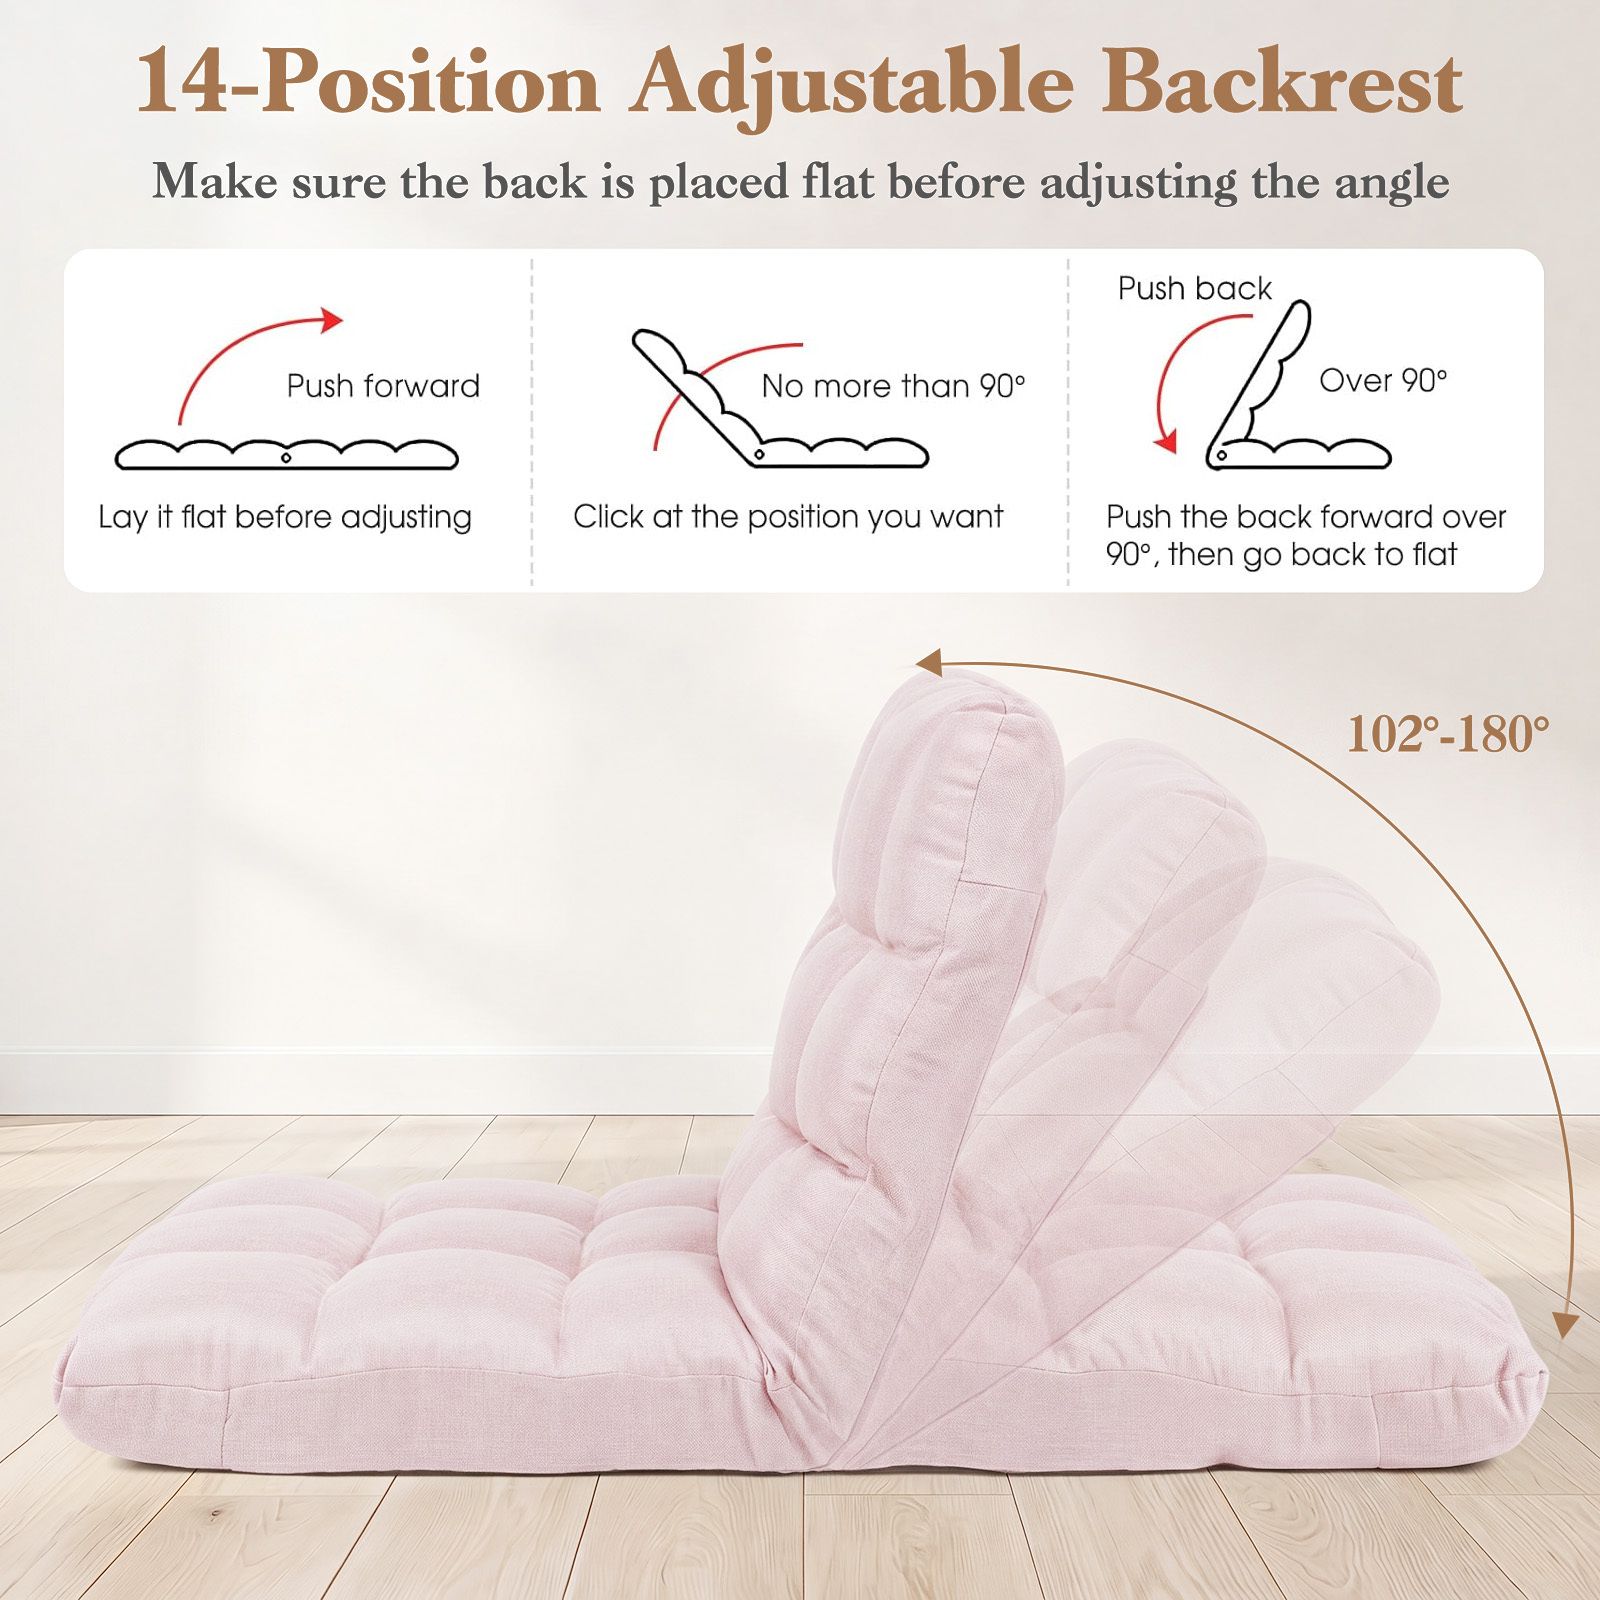 14-Position Adjustable Backrest
Make sure the back is placed flat before adjusting the angle
Push forward
Lay it flat before adjusting
No more than 90°
Click at the position you want
Push back
Over 90°
Push the back forward over
90°, then go back to flat
102°-180°